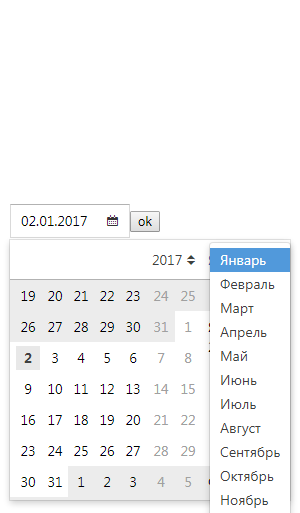 02.01.2017 ok
2017
Январь
Февраль
Март
Апрель
Май
Июнь
Июль
Август
Сентябрь
Октябрь
Ноябрь
19 20 21 22 23 24 25
26 27 28 29 30 31 1
2 3 4 5 6 7 8
9 10 11 12 13 14 15
16 17 18 19 20 21 22
23 24 25 26 27 28 29
30 31 1 2 3 4 5